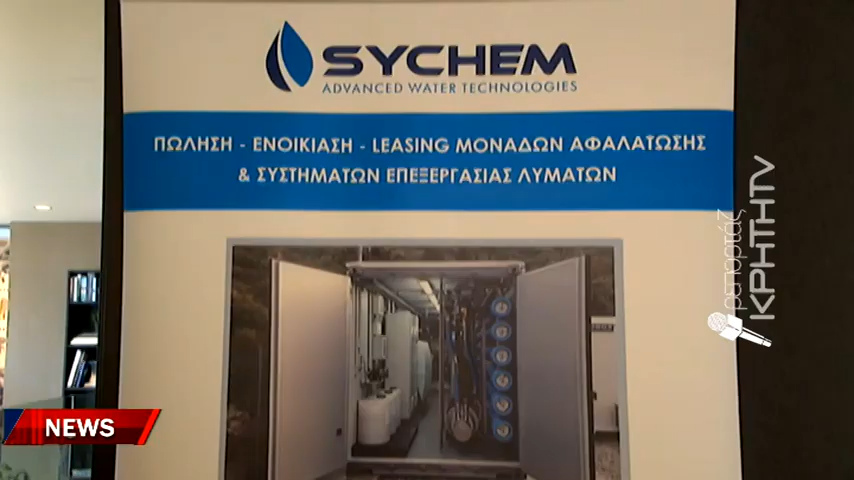 SYCHEM
ADVANCED WATER TECHNOLOGIES
ΠΩΛΗΣΗ - ΕΝΟΙΚΙΑΣΗ - LEASING ΜΟΝΑΔΩΝ ΑΦΑΛΑΤΩΣΗΣ
& ΣΥΣΤΗΜΑΤΩΝ ΕΠΕΞΕΡΓΑΣΙΑΣ ΛΥΜΑΤΩΝ
ρεπορτάζ
ΚΡΗΤΗTV
NEWS